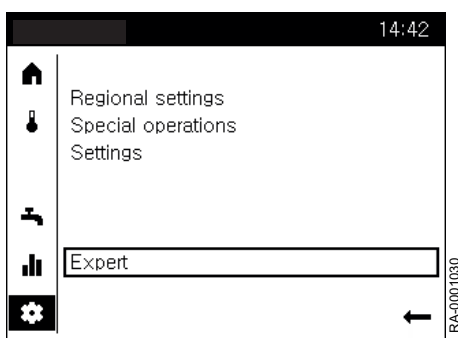 14:42
Regional settings
Special operations
Settings
Expert
RA-0001030